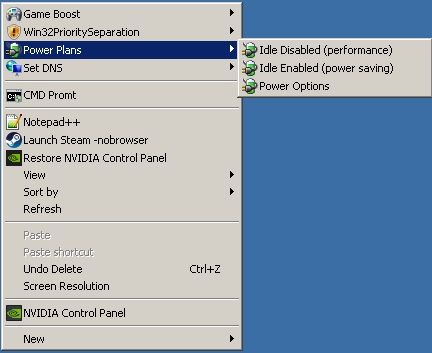 Game Boost
Win32PrioritySeparation
Power Plans
Set DNS
CMD Promt
Notepad++
Launch Steam -nobrowser
Restore NVIDIA Control Panel
View
Sort by
Refresh
Paste
Paste shortcut
Undo Delete Ctrl+Z
Screen Resolution
NVIDIA Control Panel
New
Idle Disabled (performance)
Idle Enabled (power saving)
Power Options